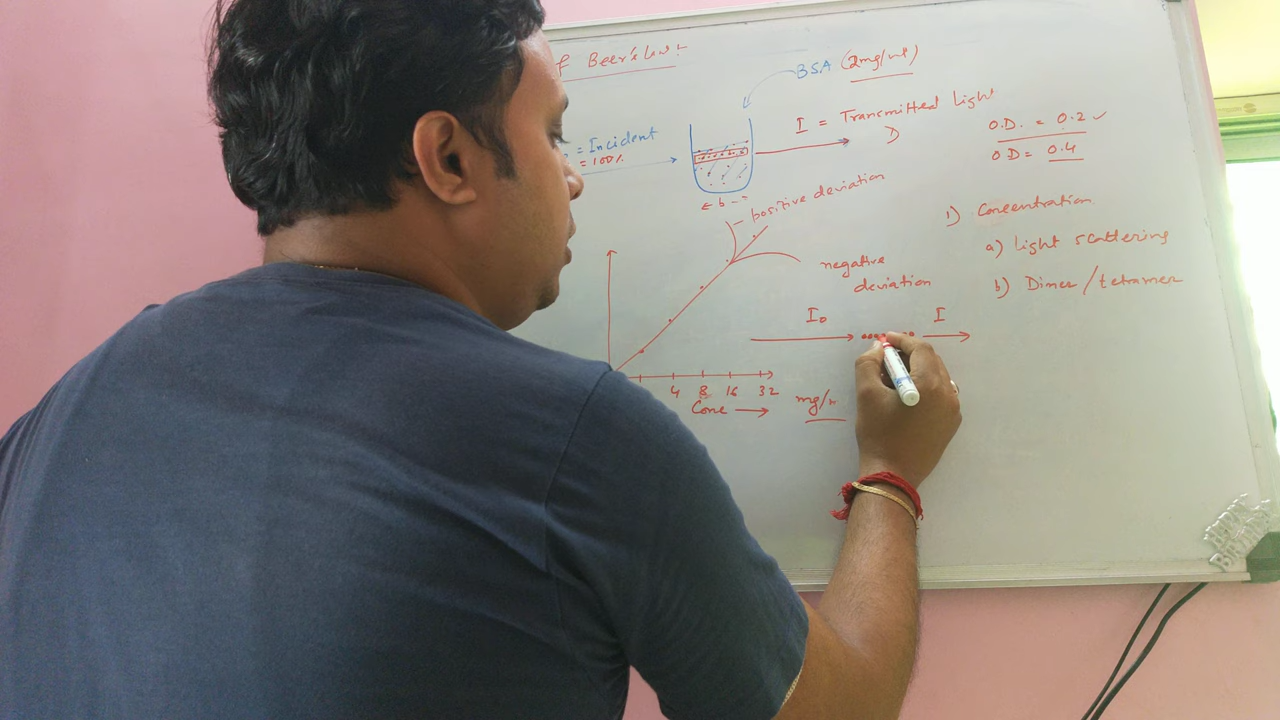 f Beer's law:
BSA (2mg/ml)
= Incident
= 100%
I = Transmitted light
D
O.D. = 0.2 ✓
OD = 0.4
← b -
positive deviation
negative
deviation
1) Concentration
a) light scattering
b) Dimer/tetramer
I₀
I
4 8 16 32
Conc → mg/